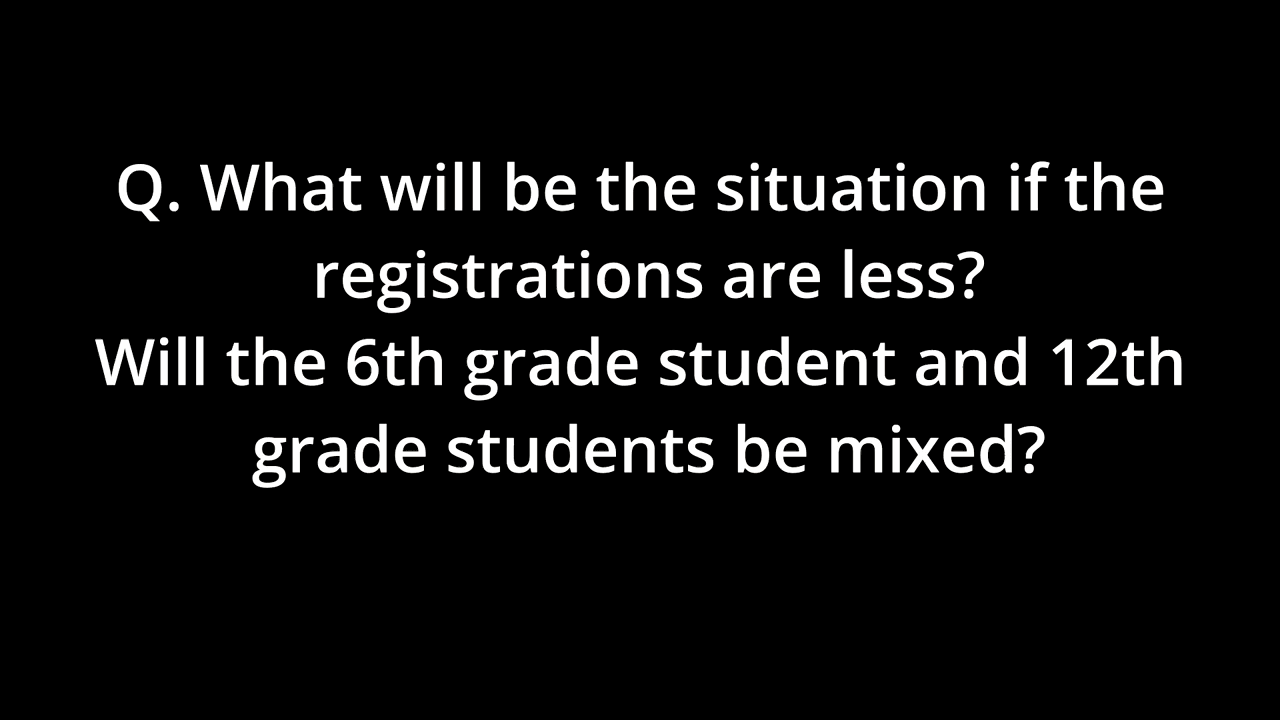 Q. What will be the situation if the
registrations are less?
Will the 6th grade student and 12th
grade students be mixed?